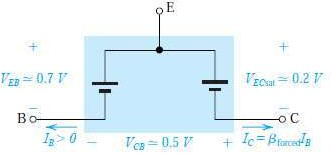 E
+ +
V_EB ≃ 0.7 V V_ECsat ≃ 0.2 V
− −
B C
I_B > 0 − V_CB ≃ 0.5 V + I_C = β_forced I_B